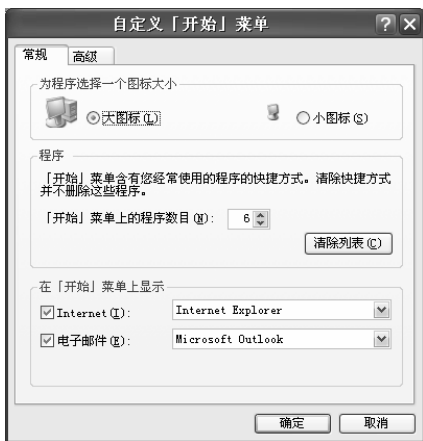 自定义「开始」菜单
常规 高级
为程序选择一个图标大小
大图标(L) 小图标(S)
程序
「开始」菜单含有您经常使用的程序的快捷方式。清除快捷方式
并不删除这些程序。
「开始」菜单上的程序数目(N): 6
清除列表(C)
在「开始」菜单上显示
Internet(I): Internet Explorer
电子邮件(E): Microsoft Outlook
确定 取消